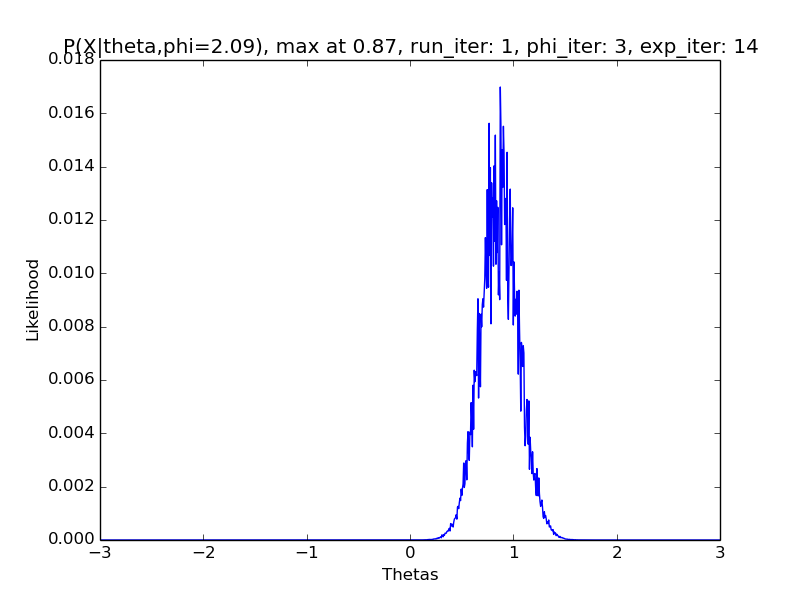 P(X|theta,phi=2.09), max at 0.87, run_iter: 1, phi_iter: 3, exp_iter: 14
0.018
0.016
0.014
0.012
0.010
0.008
0.006
0.004
0.002
0.000
Likelihood
−3 −2 −1 0 1 2 3
Thetas